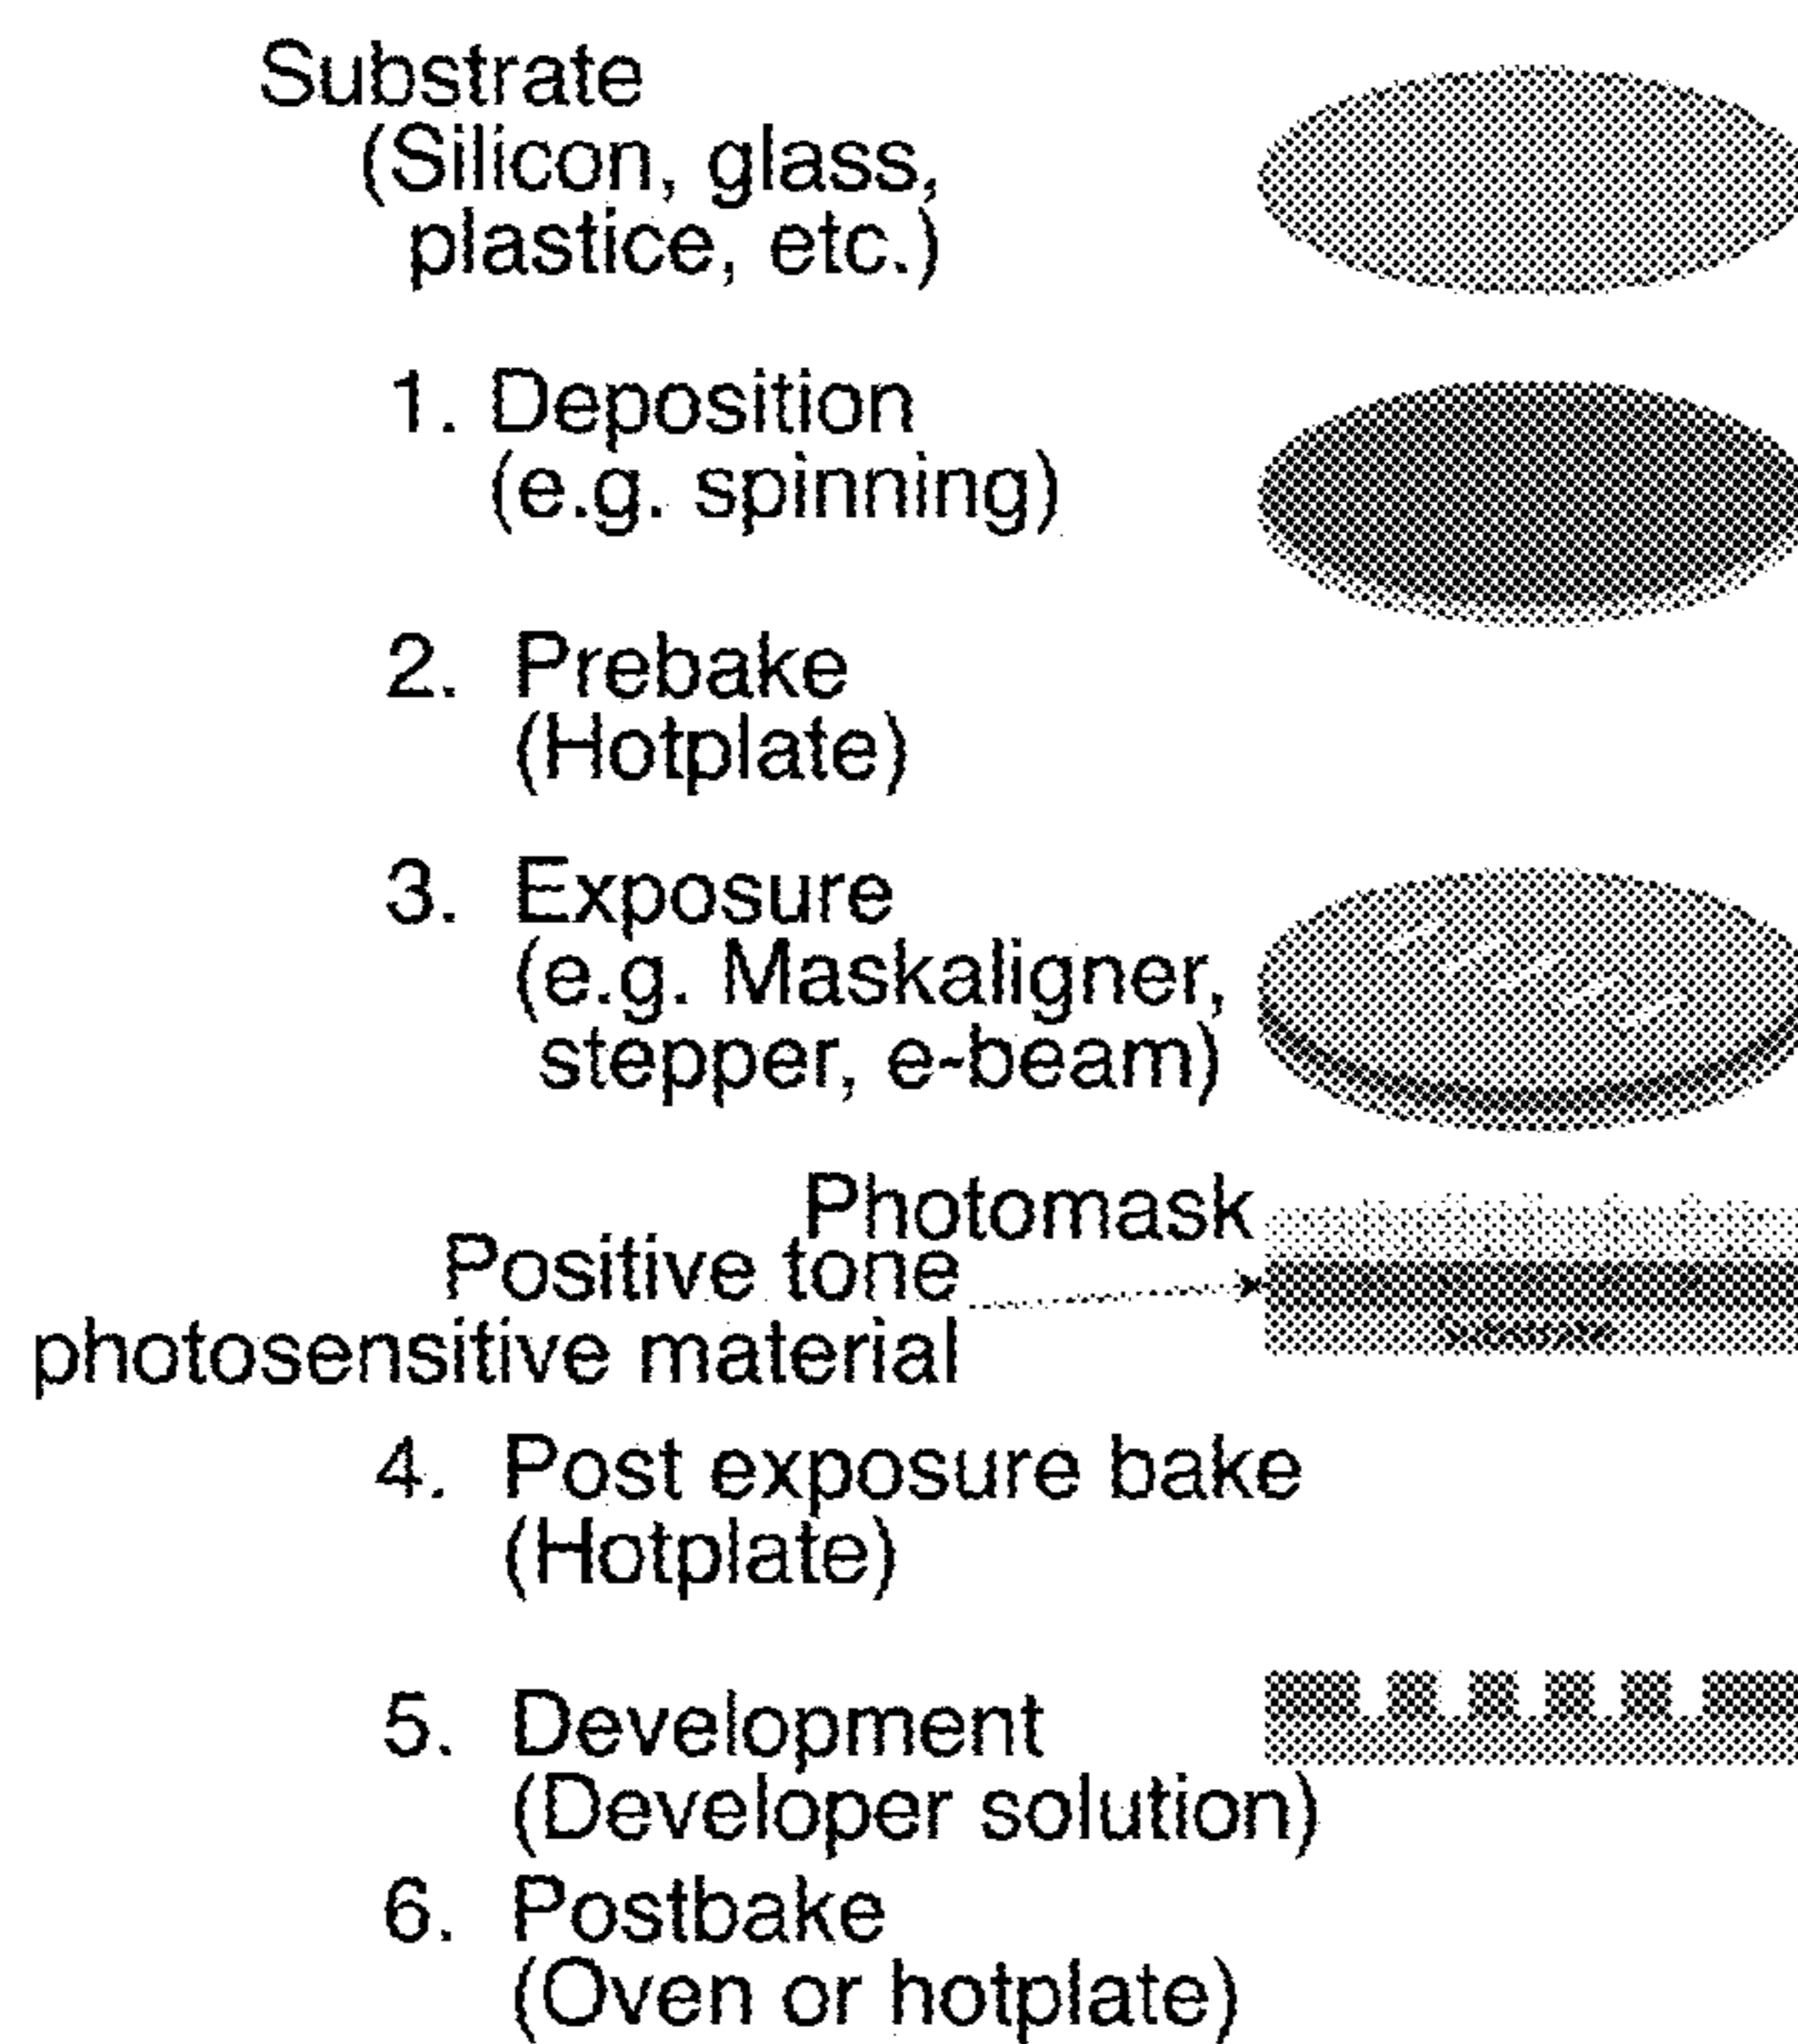 Substrate
(Silicon, glass,
plastice, etc.)
1. Deposition
(e.g. spinning)
2. Prebake
(Hotplate)
3. Exposure
(e.g. Maskaligner,
stepper, e-beam)
Photomask
Positive tone
photosensitive material
4. Post exposure bake
(Hotplate)
5. Development
(Developer solution)
6. Postbake
(Oven or hotplate)